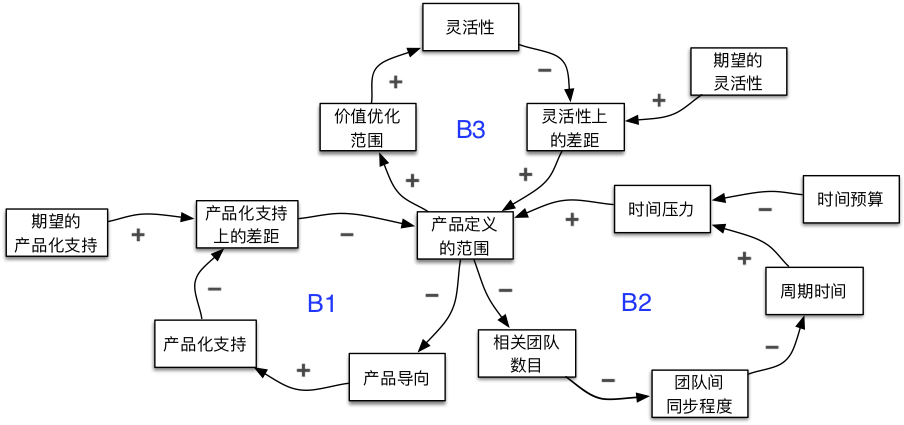 灵活性
−
期望的
灵活性
+
+
价值优化
范围
B3
灵活性上
的差距
+
+
+
时间预算
−
时间压力
+
期望的
产品化支持
+
产品化支持
上的差距
−
产品定义
的范围
+
周期时间
−
B1
−
−
B2
产品化支持
+
产品导向
相关团队
数目
−
−
团队间
同步程度